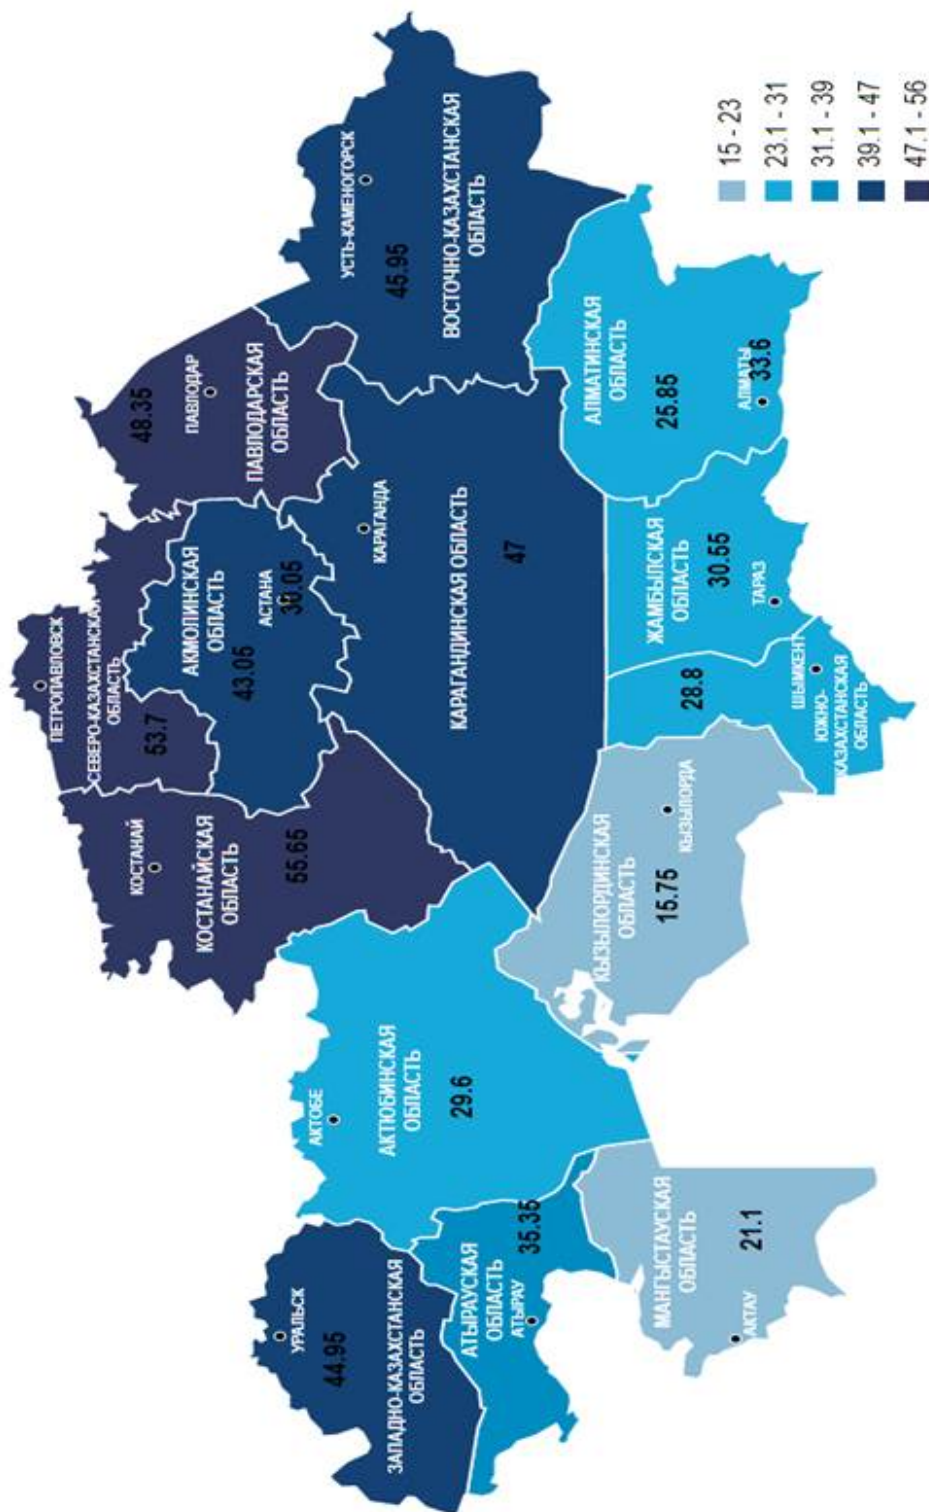 ПЕТРОПАВЛОВСК
СЕВЕРО-КАЗАХСТАНСКАЯ
ОБЛАСТЬ
53.7
КОСТАНАЙ
КОСТАНАЙСКАЯ
ОБЛАСТЬ
55.65
48.35
ПАВЛОДАР
ПАВЛОДАРСКАЯ
ОБЛАСТЬ
АКМОЛИНСКАЯ
ОБЛАСТЬ
43.05
АСТАНА
УРАЛЬСК
44.95
ЗАПАДНО-КАЗАХСТАНСКАЯ
ОБЛАСТЬ
АКТОБЕ
АКТЮБИНСКАЯ
ОБЛАСТЬ
29.6
КАРАГАНДА
КАРАГАНДИНСКАЯ ОБЛАСТЬ
47
УСТЬ-КАМЕНОГОРСК
45.95
ВОСТОЧНО-КАЗАХСТАНСКАЯ
ОБЛАСТЬ
АТЫРАУСКАЯ
ОБЛАСТЬ
АТЫРАУ
35.35
МАНГЫСТАУСКАЯ
ОБЛАСТЬ
21.1
АКТАУ
КЫЗЫЛОРДИНСКАЯ
ОБЛАСТЬ
15.75
КЫЗЫЛОРДА
28.8
ШЫМКЕНТ
ЮЖНО-
КАЗАХСТАНСКАЯ
ОБЛАСТЬ
ЖАМБЫЛСКАЯ
ОБЛАСТЬ
30.55
ТАРАЗ
АЛМАТИНСКАЯ
ОБЛАСТЬ
25.85
АЛМАТЫ
33.6
15 - 23
23.1 - 31
31.1 - 39
39.1 - 47
47.1 - 56